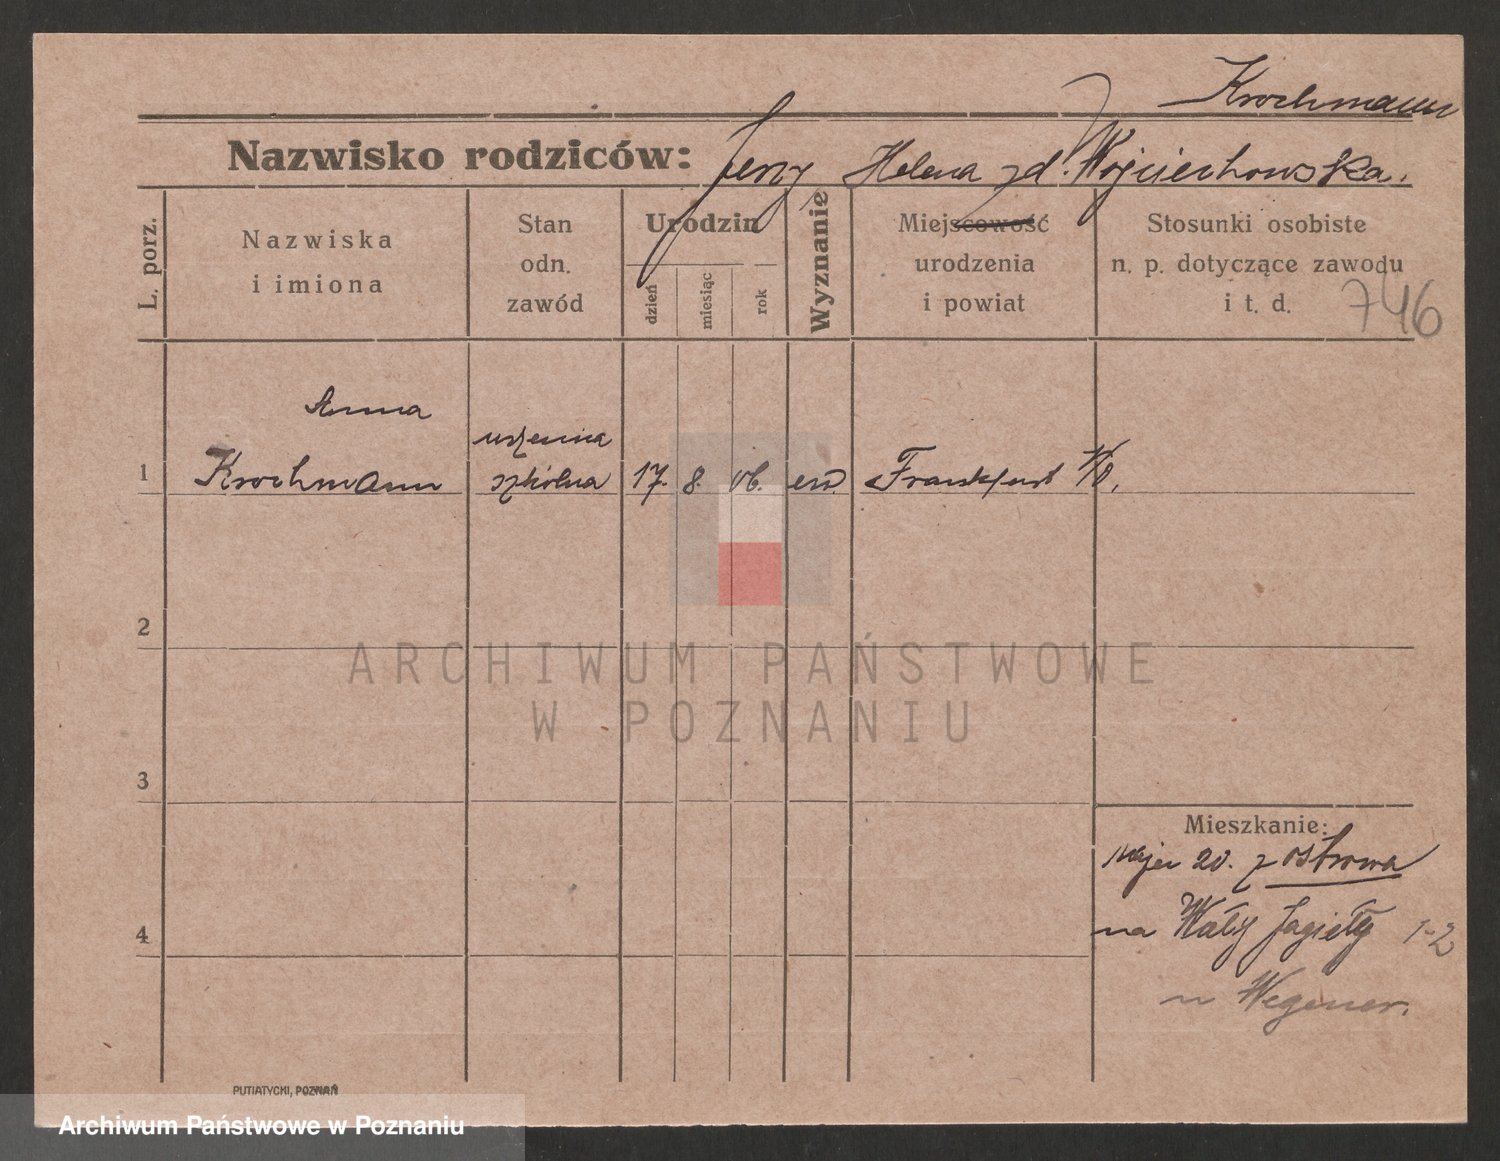 Krochmann
Nazwisko rodziców: Jerzy Helena zd. Wojciechowska.
L. porz.
Nazwiska
i imiona
Stan
odn.
zawód
Urodzin
dzień
miesiąc
rok
Wyznanie
Miejscowość
urodzenia
i powiat
Stosunki osobiste
n. p. dotyczące zawodu
i t. d.
746
Anna
1 Krochmann
uczenica
szkólna
17. 8. 06. ew. Frankfurt
2
3
4
Mieszkanie:
20. z Ostrowa
na Wały Jagiełły 1-2
u Wegener.
PUTIATYCKI, POZNAŃ
ARCHIWUM PAŃSTWOWE
W POZNANIU
Archiwum Państwowe w Poznaniu